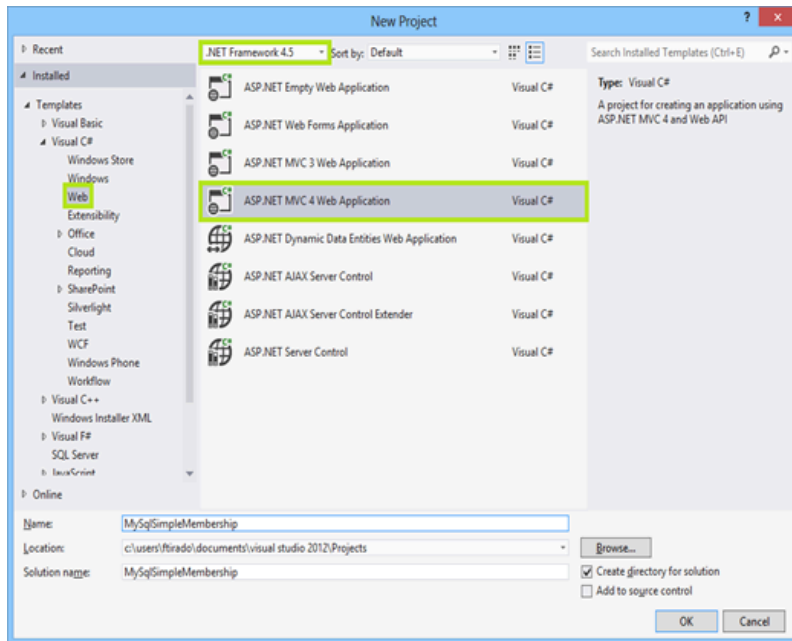 New Project
? x
Recent
.NET Framework 4.5 Sort by: Default
Search Installed Templates (Ctrl+E)
Installed
Templates
Visual Basic
Visual C#
Windows Store
Windows
Web
Extensibility
Office
Cloud
Reporting
SharePoint
Silverlight
Test
WCF
Windows Phone
Workflow
Visual C++
Windows Installer XML
Visual F#
SQL Server
JavaScript
Online
ASP.NET Empty Web Application Visual C#
ASP.NET Web Forms Application Visual C#
ASP.NET MVC 3 Web Application Visual C#
ASP.NET MVC 4 Web Application Visual C#
ASP.NET Dynamic Data Entities Web Application Visual C#
ASP.NET AJAX Server Control Visual C#
ASP.NET AJAX Server Control Extender Visual C#
ASP.NET Server Control Visual C#
Type: Visual C#
A project for creating an application using
ASP.NET MVC 4 and Web API
Name: MySqlSimpleMembership
Location: c:\users\ftirado\documents\visual studio 2012\Projects
Browse...
Solution name: MySqlSimpleMembership
Create directory for solution
Add to source control
OK Cancel